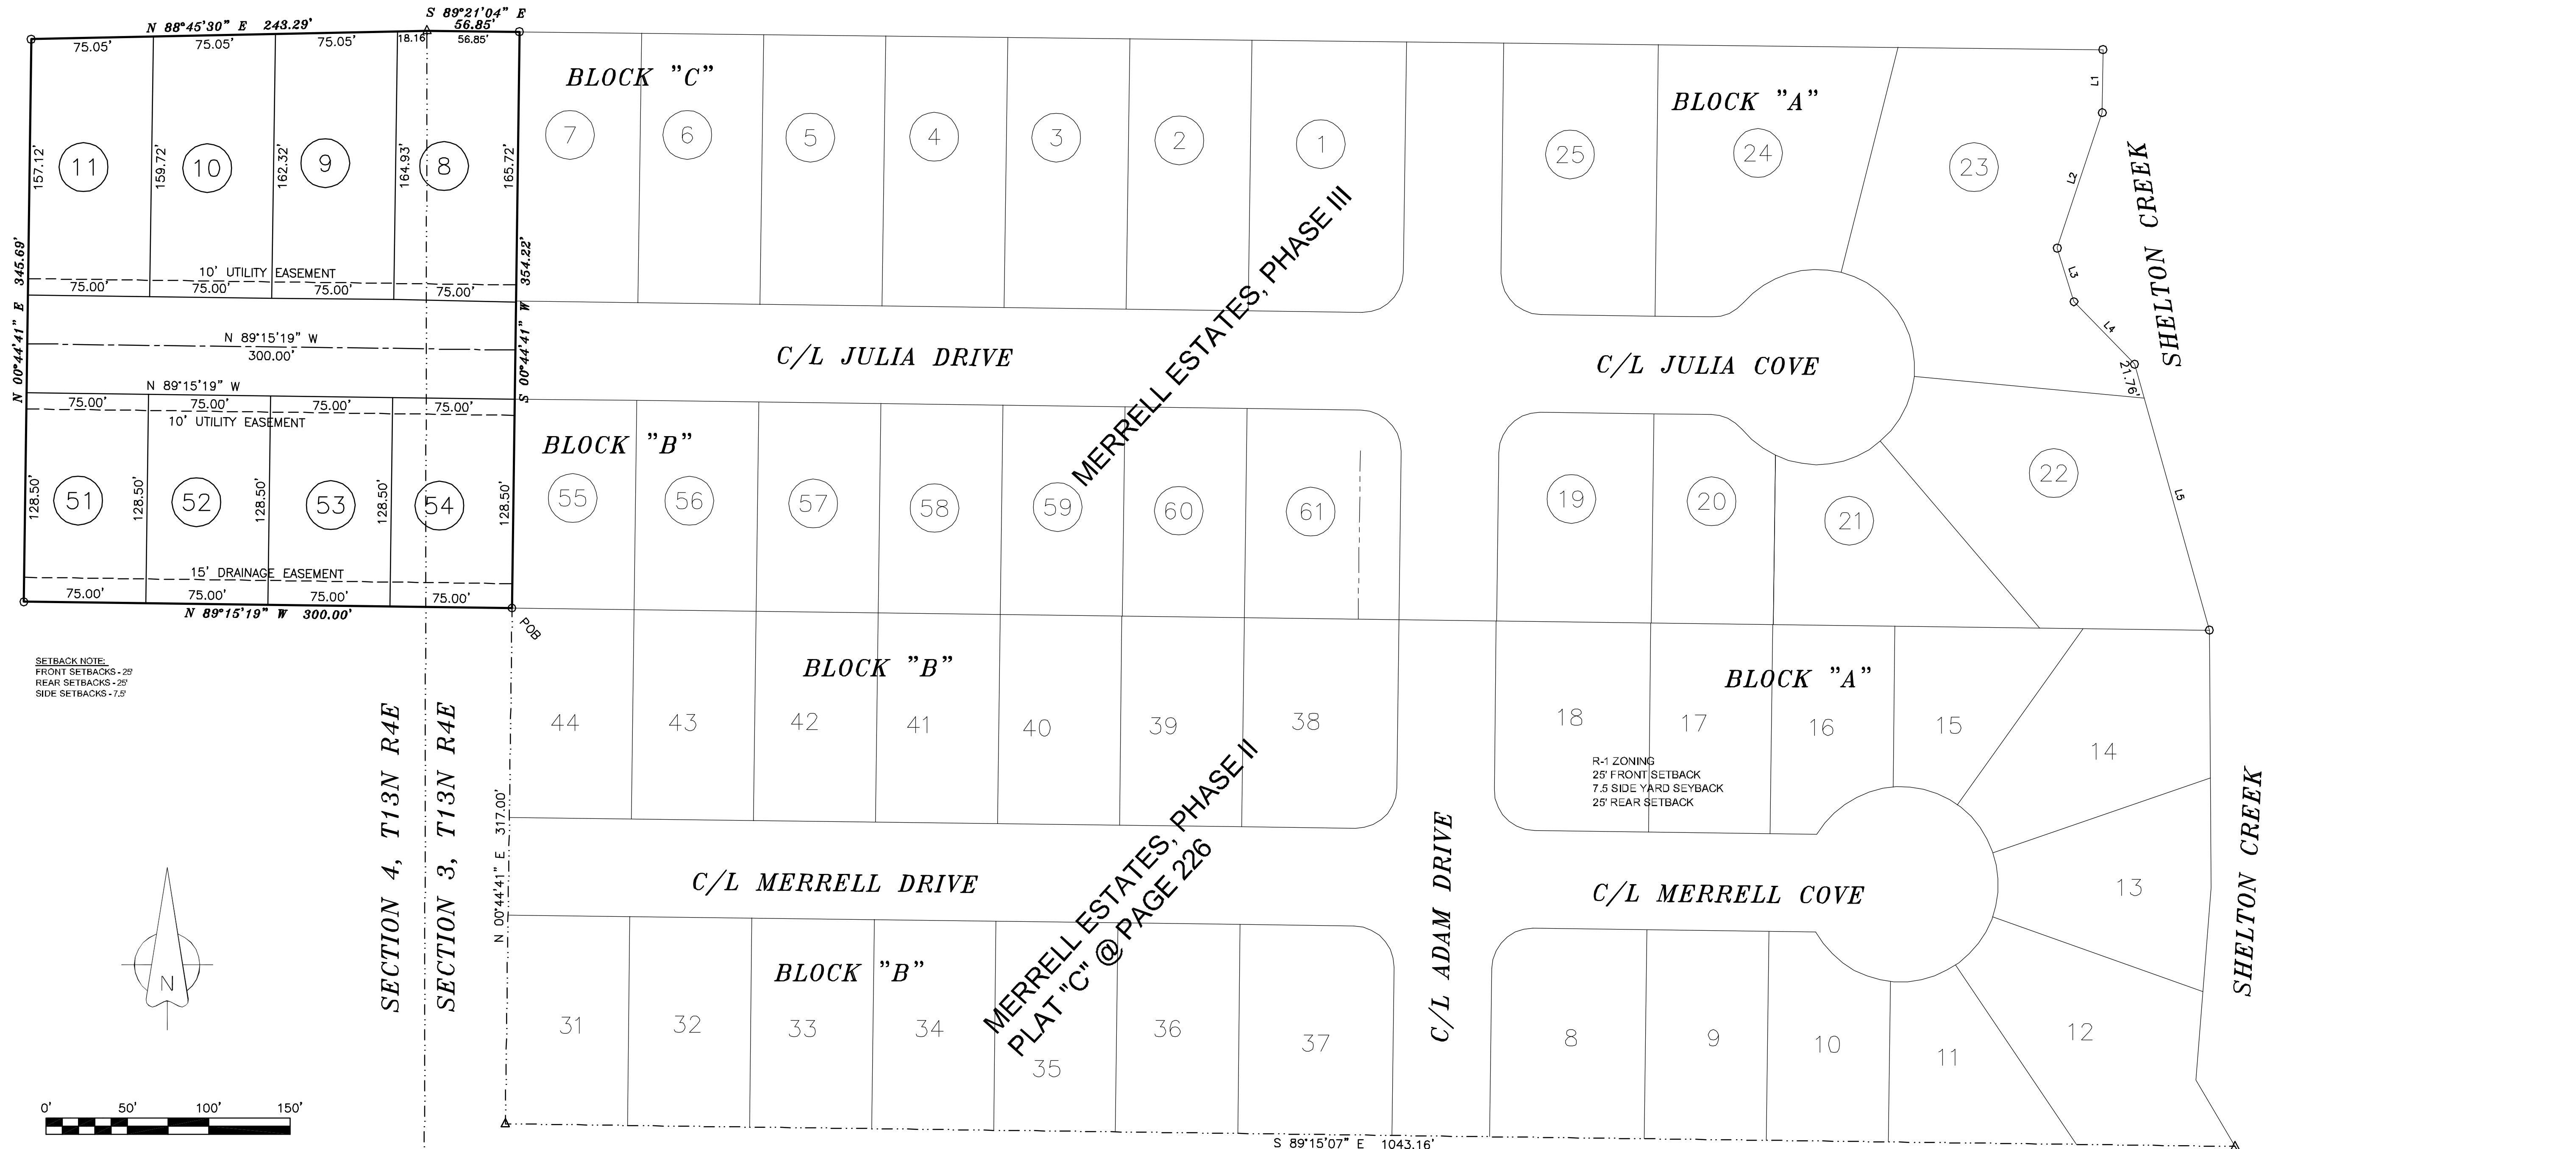 N 88°45'30" E 243.29'
S 89°21'04" E
56.85'
75.05'
75.05'
75.05'
18.16
56.85'
BLOCK "C"
BLOCK "A"
11
10
9
8
7
6
5
4
3
2
1
25
24
23
157.12'
159.72'
162.32'
164.93'
165.72'
L1
L2
L3
L4
21.76'
L5
SHELTON CREEK
N 00°44'41" E 345.69'
S 00°44'41" W 354.22'
10' UTILITY EASEMENT
75.00'
75.00'
75.00'
75.00'
N 89°15'19" W
300.00'
C/L JULIA DRIVE
C/L JULIA COVE
MERRELL ESTATES, PHASE III
N 89°15'19" W
75.00'
75.00'
75.00'
75.00'
10' UTILITY EASEMENT
BLOCK "B"
51
52
53
54
55
56
57
58
59
60
61
19
20
21
22
128.50'
128.50'
128.50'
128.50'
128.50'
15' DRAINAGE EASEMENT
75.00'
75.00'
75.00'
75.00'
N 89°15'19" W 300.00'
POB
SETBACK NOTE:
FRONT SETBACKS - 25'
REAR SETBACKS - 25'
SIDE SETBACKS - 7.5'
BLOCK "B"
BLOCK "A"
44
43
42
41
40
39
38
18
17
16
15
14
13
R-1 ZONING
25' FRONT SETBACK
7.5 SIDE YARD SEYBACK
25' REAR SETBACK
SECTION 4, T13N R4E
SECTION 3, T13N R4E
N 00°44'41" E 317.00'
C/L MERRELL DRIVE
C/L ADAM DRIVE
C/L MERRELL COVE
SHELTON CREEK
MERRELL ESTATES, PHASE II
PLAT "C" @ PAGE 226
BLOCK "B"
N
31
32
33
34
35
36
37
8
9
10
11
12
0'
50'
100'
150'
S 89°15'07" E 1043.16'